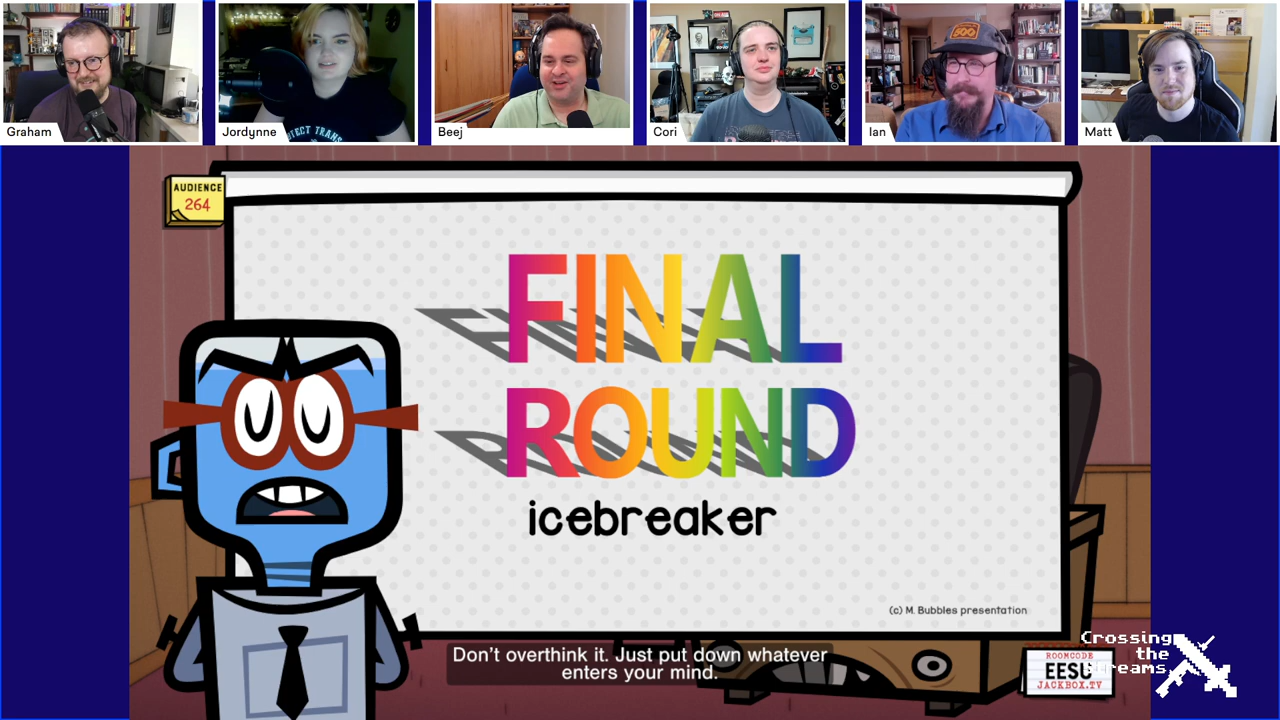 Graham
Jordynne
Beej
Cori
Ian
Matt
AUDIENCE
264
FINAL
ROUND
icebreaker
(c) M. Bubbles presentation
Don't overthink it. Just put down whatever
enters your mind.
Crossing
the
Streams
ROOMCODE
EESU
JACKBOX.TV